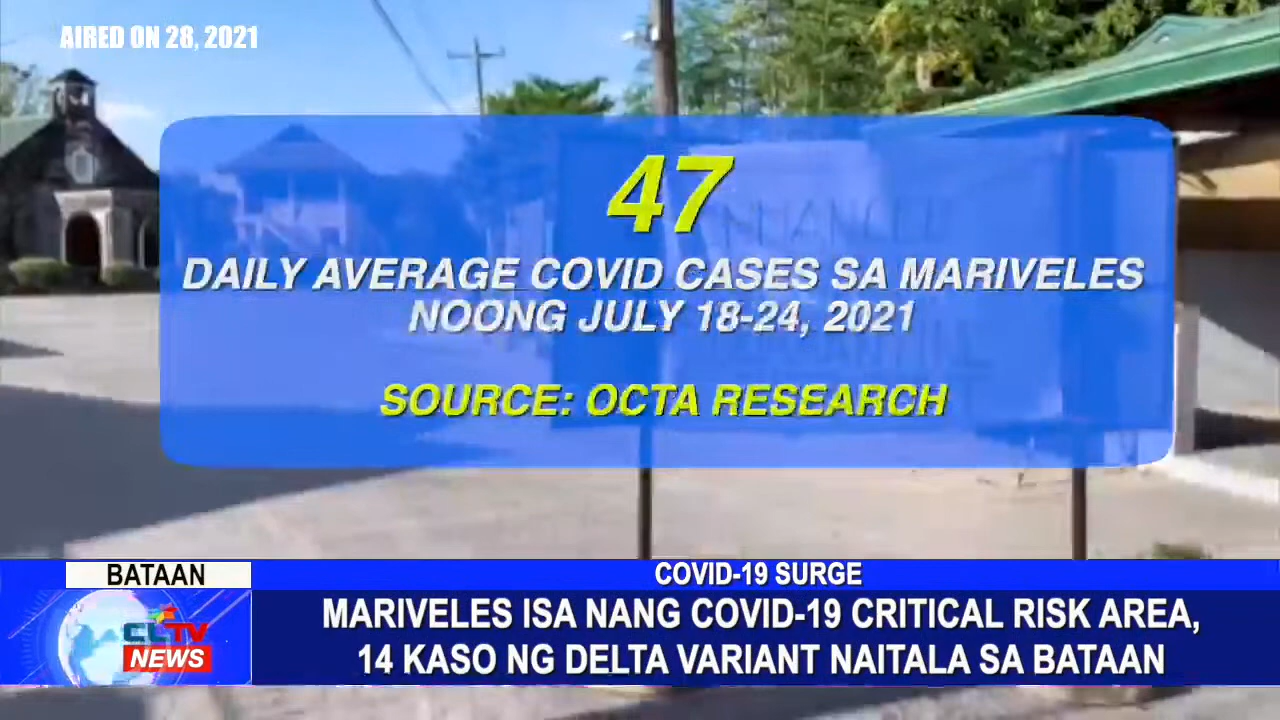 AIRED ON 28, 2021
47
DAILY AVERAGE COVID CASES SA MARIVELES
NOONG JULY 18-24, 2021
SOURCE: OCTA RESEARCH
BATAAN
COVID-19 SURGE
CLTV
NEWS
MARIVELES ISA NANG COVID-19 CRITICAL RISK AREA,
14 KASO NG DELTA VARIANT NAITALA SA BATAAN